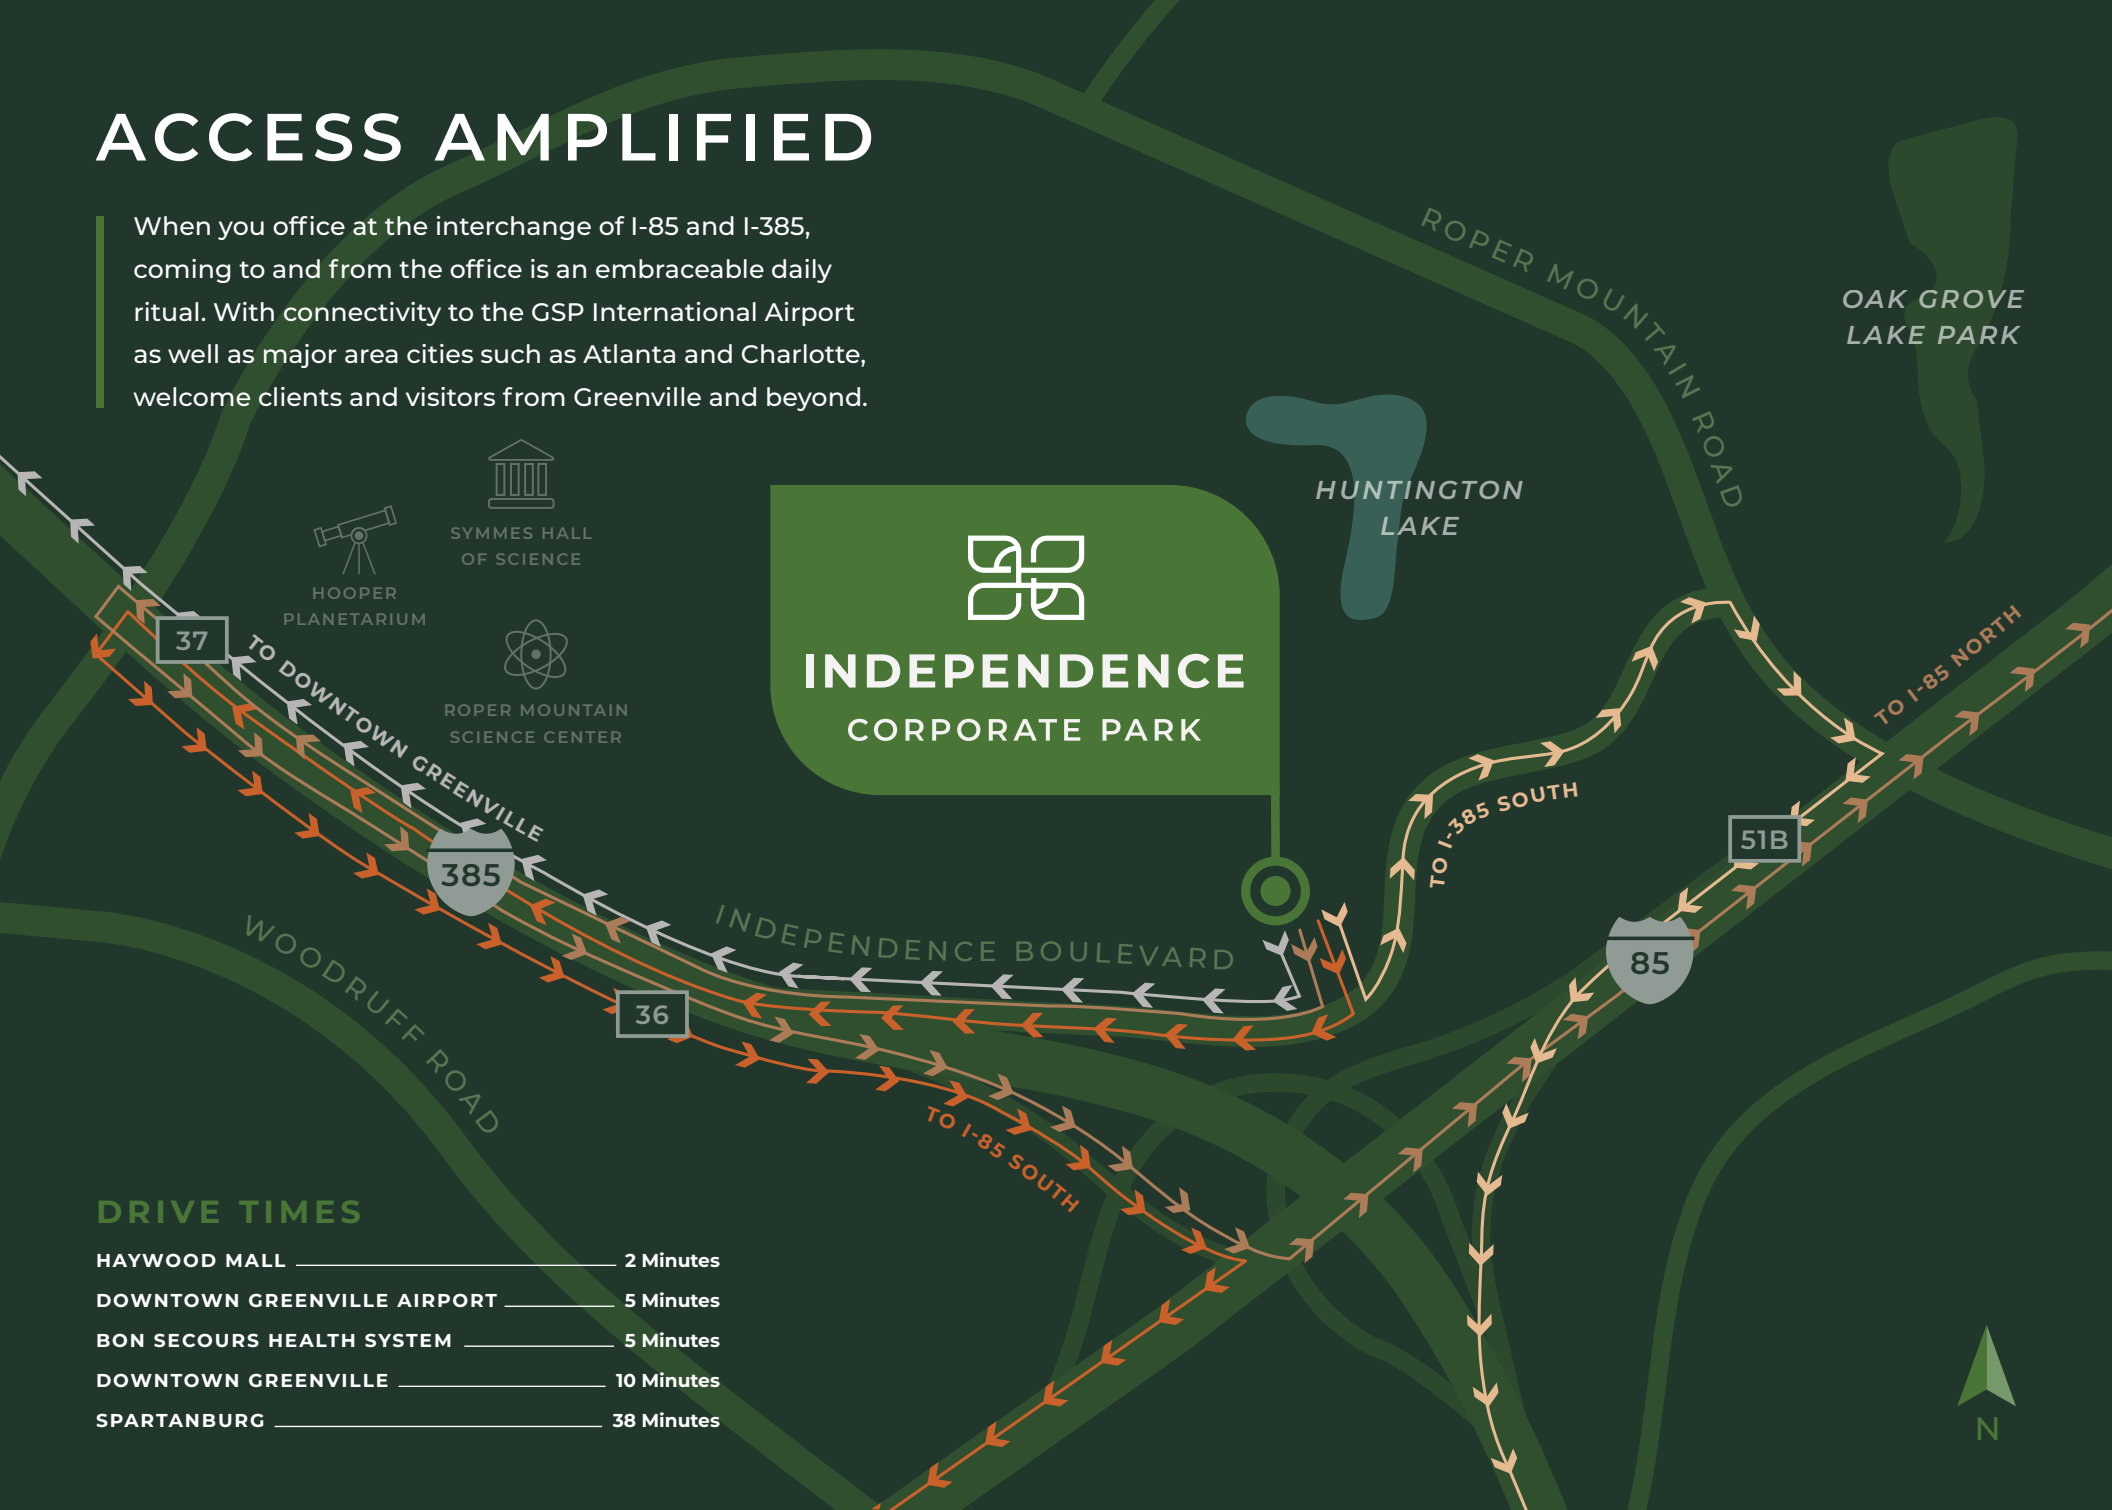 ACCESS AMPLIFIED
When you office at the interchange of I-85 and I-385,
coming to and from the office is an embraceable daily
ritual. With connectivity to the GSP International Airport
as well as major area cities such as Atlanta and Charlotte,
welcome clients and visitors from Greenville and beyond.
ROPER MOUNTAIN ROAD
OAK GROVE
LAKE PARK
HUNTINGTON
LAKE
SYMMES HALL
OF SCIENCE
HOOPER
PLANETARIUM
ROPER MOUNTAIN
SCIENCE CENTER
INDEPENDENCE
CORPORATE PARK
37
TO DOWNTOWN GREENVILLE
TO I-85 NORTH
TO I-385 SOUTH
51B
385
INDEPENDENCE BOULEVARD
85
WOODRUFF ROAD
36
TO I-85 SOUTH
DRIVE TIMES
HAYWOOD MALL 2 Minutes
DOWNTOWN GREENVILLE AIRPORT 5 Minutes
BON SECOURS HEALTH SYSTEM 5 Minutes
DOWNTOWN GREENVILLE 10 Minutes
SPARTANBURG 38 Minutes
N